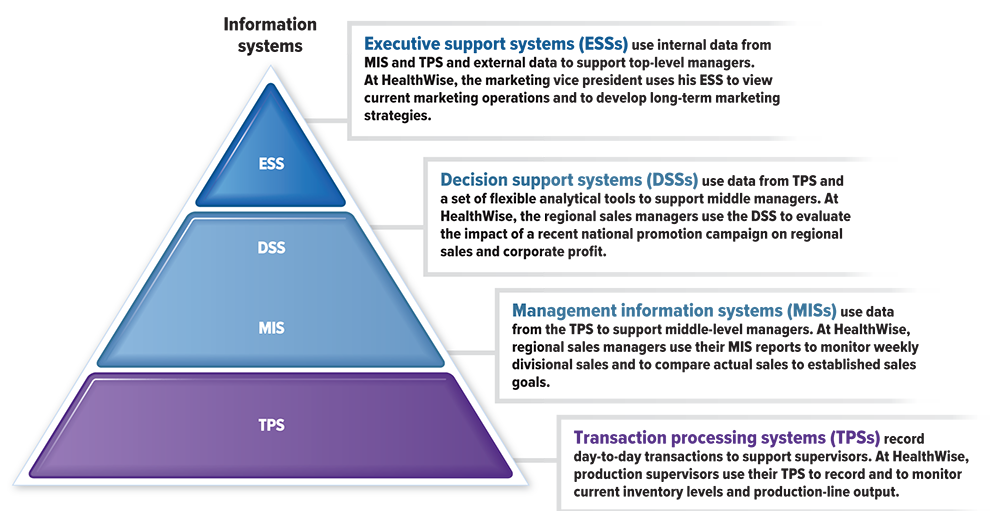 Information
systems
Executive support systems (ESSs) use internal data from
MIS and TPS and external data to support top-level managers.
At HealthWise, the marketing vice president uses his ESS to view
current marketing operations and to develop long-term marketing
strategies.
ESS
Decision support systems (DSSs) use data from TPS and
a set of flexible analytical tools to support middle managers. At
HealthWise, the regional sales managers use the DSS to evaluate
the impact of a recent national promotion campaign on regional
sales and corporate profit.
DSS
Management information systems (MISs) use data
from the TPS to support middle-level managers. At HealthWise,
regional sales managers use their MIS reports to monitor weekly
divisional sales and to compare actual sales to established sales
goals.
MIS
Transaction processing systems (TPSs) record
day-to-day transactions to support supervisors. At HealthWise,
production supervisors use their TPS to record and to monitor
current inventory levels and production-line output.
TPS